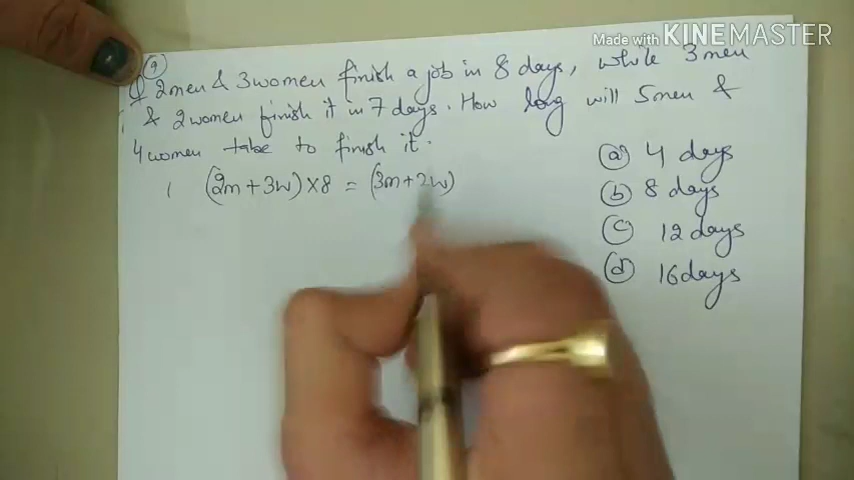 Made with KINEMASTER
(9)
If 2men & 3women finish a job in 8 days, while 3men
& 2women finish it in 7 days. How long will 5men &
4women take to finish it.
(2m+3w)×8 = (3m+2w)
(a) 4 days
(b) 8 days
(c) 12 days
(d) 16days